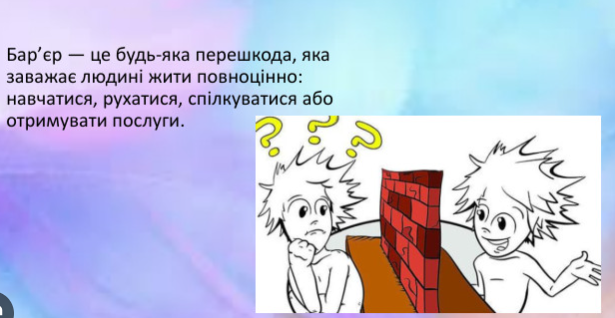 Бар’єр — це будь-яка перешкода, яка
заважає людині жити повноцінно:
навчатися, рухатися, спілкуватися або
отримувати послуги.
???